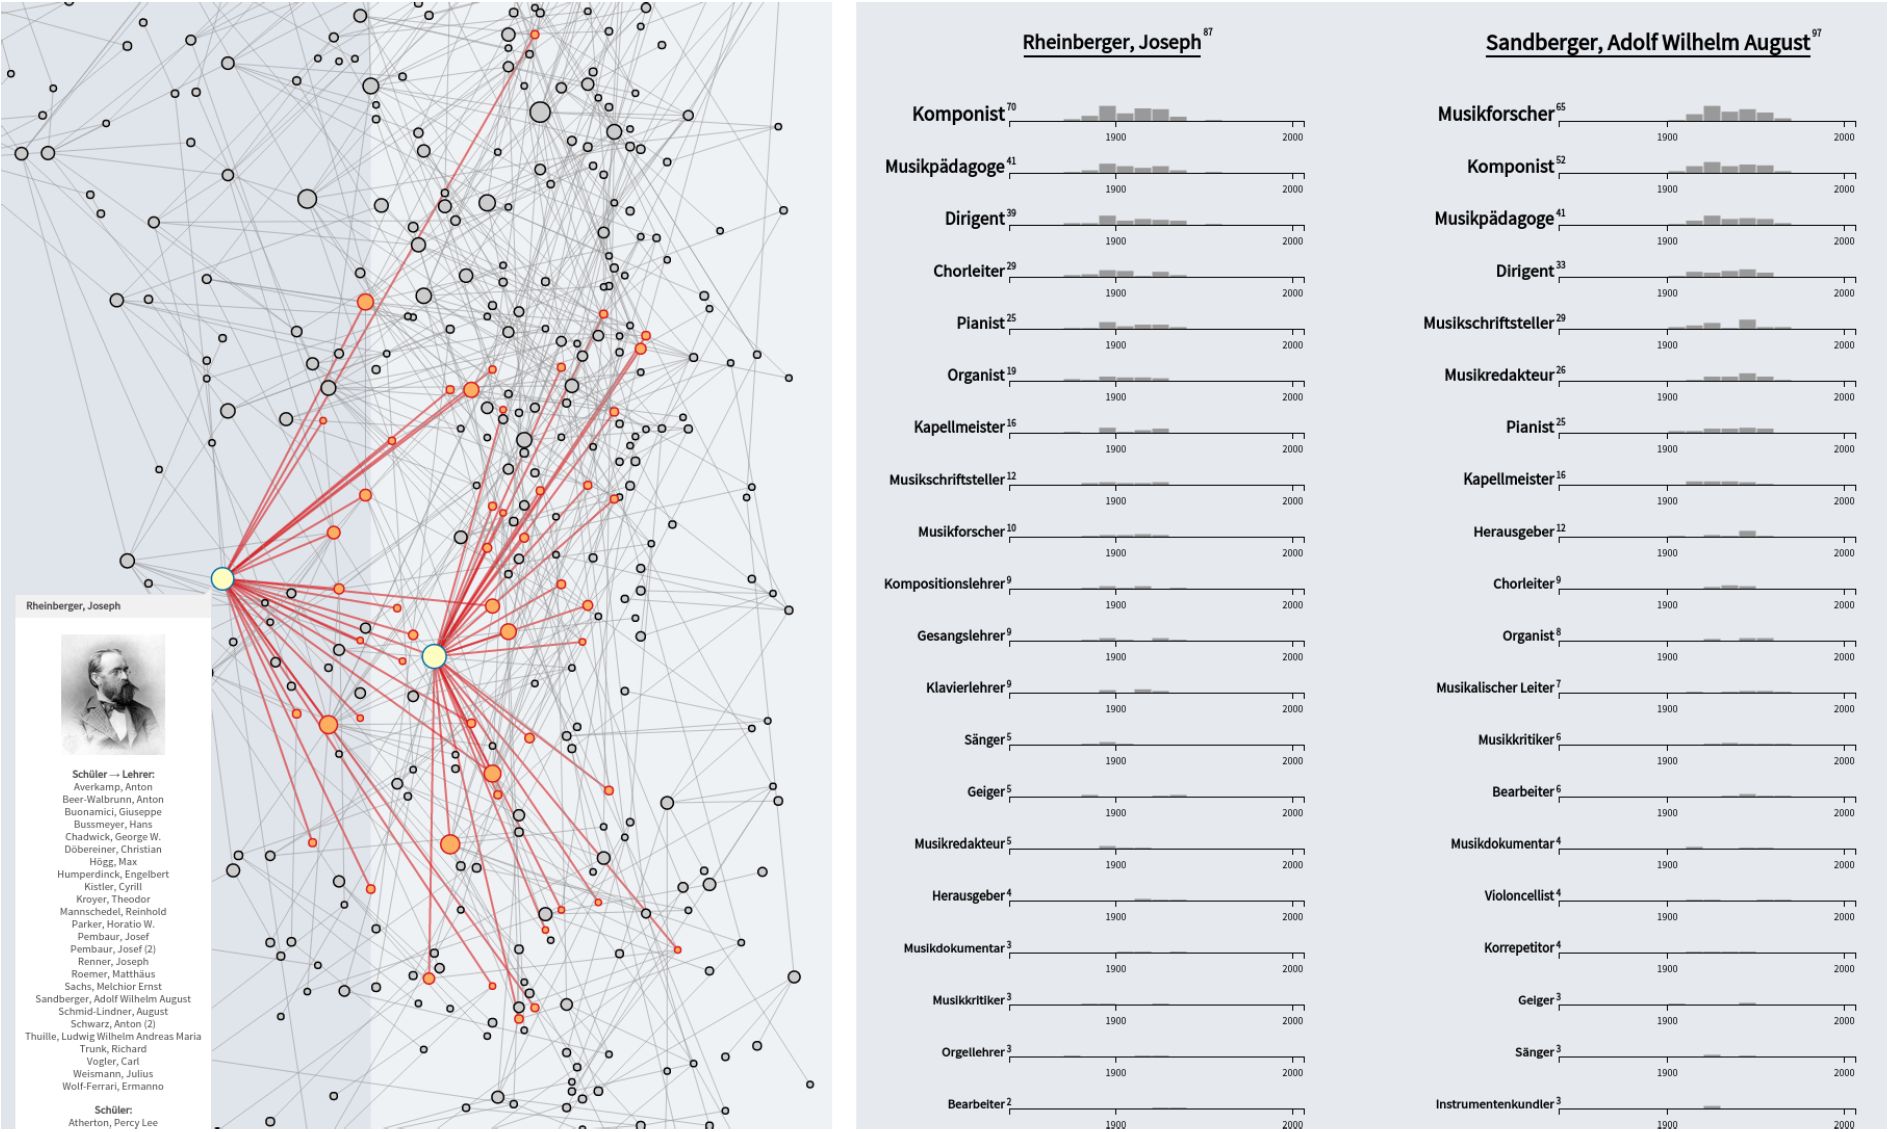 Rheinberger, Joseph
Schüler → Lehrer:
Averkamp, Anton
Beer-Walbrunn, Anton
Buonamici, Giuseppe
Bussmeyer, Hans
Chadwick, George W.
Döbereiner, Christian
Högg, Max
Humperdinck, Engelbert
Kistler, Cyrill
Kroyer, Theodor
Mannschedel, Reinhold
Parker, Horatio W.
Pembaur, Josef
Pembaur, Josef (2)
Renner, Joseph
Roemer, Matthäus
Sachs, Melchior Ernst
Sandberger, Adolf Wilhelm August
Schmid-Lindner, August
Schwarz, Anton (2)
Thuille, Ludwig Wilhelm Andreas Maria
Trunk, Richard
Vogler, Carl
Weismann, Julius
Wolf-Ferrari, Ermanno
Schüler:
Atherton, Percy Lee
Rheinberger, Joseph 87
Komponist 70
1900 2000
Musikpädagoge 41
1900 2000
Dirigent 39
1900 2000
Chorleiter 29
1900 2000
Pianist 25
1900 2000
Organist 19
1900 2000
Kapellmeister 16
1900 2000
Musikschriftsteller 12
1900 2000
Musikforscher 10
1900 2000
Kompositionslehrer 9
1900 2000
Gesangslehrer 9
1900 2000
Klavierlehrer 9
1900 2000
Sänger 5
1900 2000
Geiger 5
1900 2000
Musikredakteur 5
1900 2000
Herausgeber 4
1900 2000
Musikdokumentar 3
1900 2000
Musikkritiker 3
1900 2000
Orgellehrer 3
1900 2000
Bearbeiter 2
1900 2000
Sandberger, Adolf Wilhelm August 97
Musikforscher 65
1900 2000
Komponist 52
1900 2000
Musikpädagoge 41
1900 2000
Dirigent 33
1900 2000
Musikschriftsteller 29
1900 2000
Musikredakteur 26
1900 2000
Pianist 25
1900 2000
Kapellmeister 16
1900 2000
Herausgeber 12
1900 2000
Chorleiter 9
1900 2000
Organist 8
1900 2000
Musikalischer Leiter 7
1900 2000
Musikkritiker 6
1900 2000
Bearbeiter 6
1900 2000
Musikdokumentar 4
1900 2000
Violoncellist 4
1900 2000
Korrepetitor 4
1900 2000
Geiger 3
1900 2000
Sänger 3
1900 2000
Instrumentenkundler 3
1900 2000